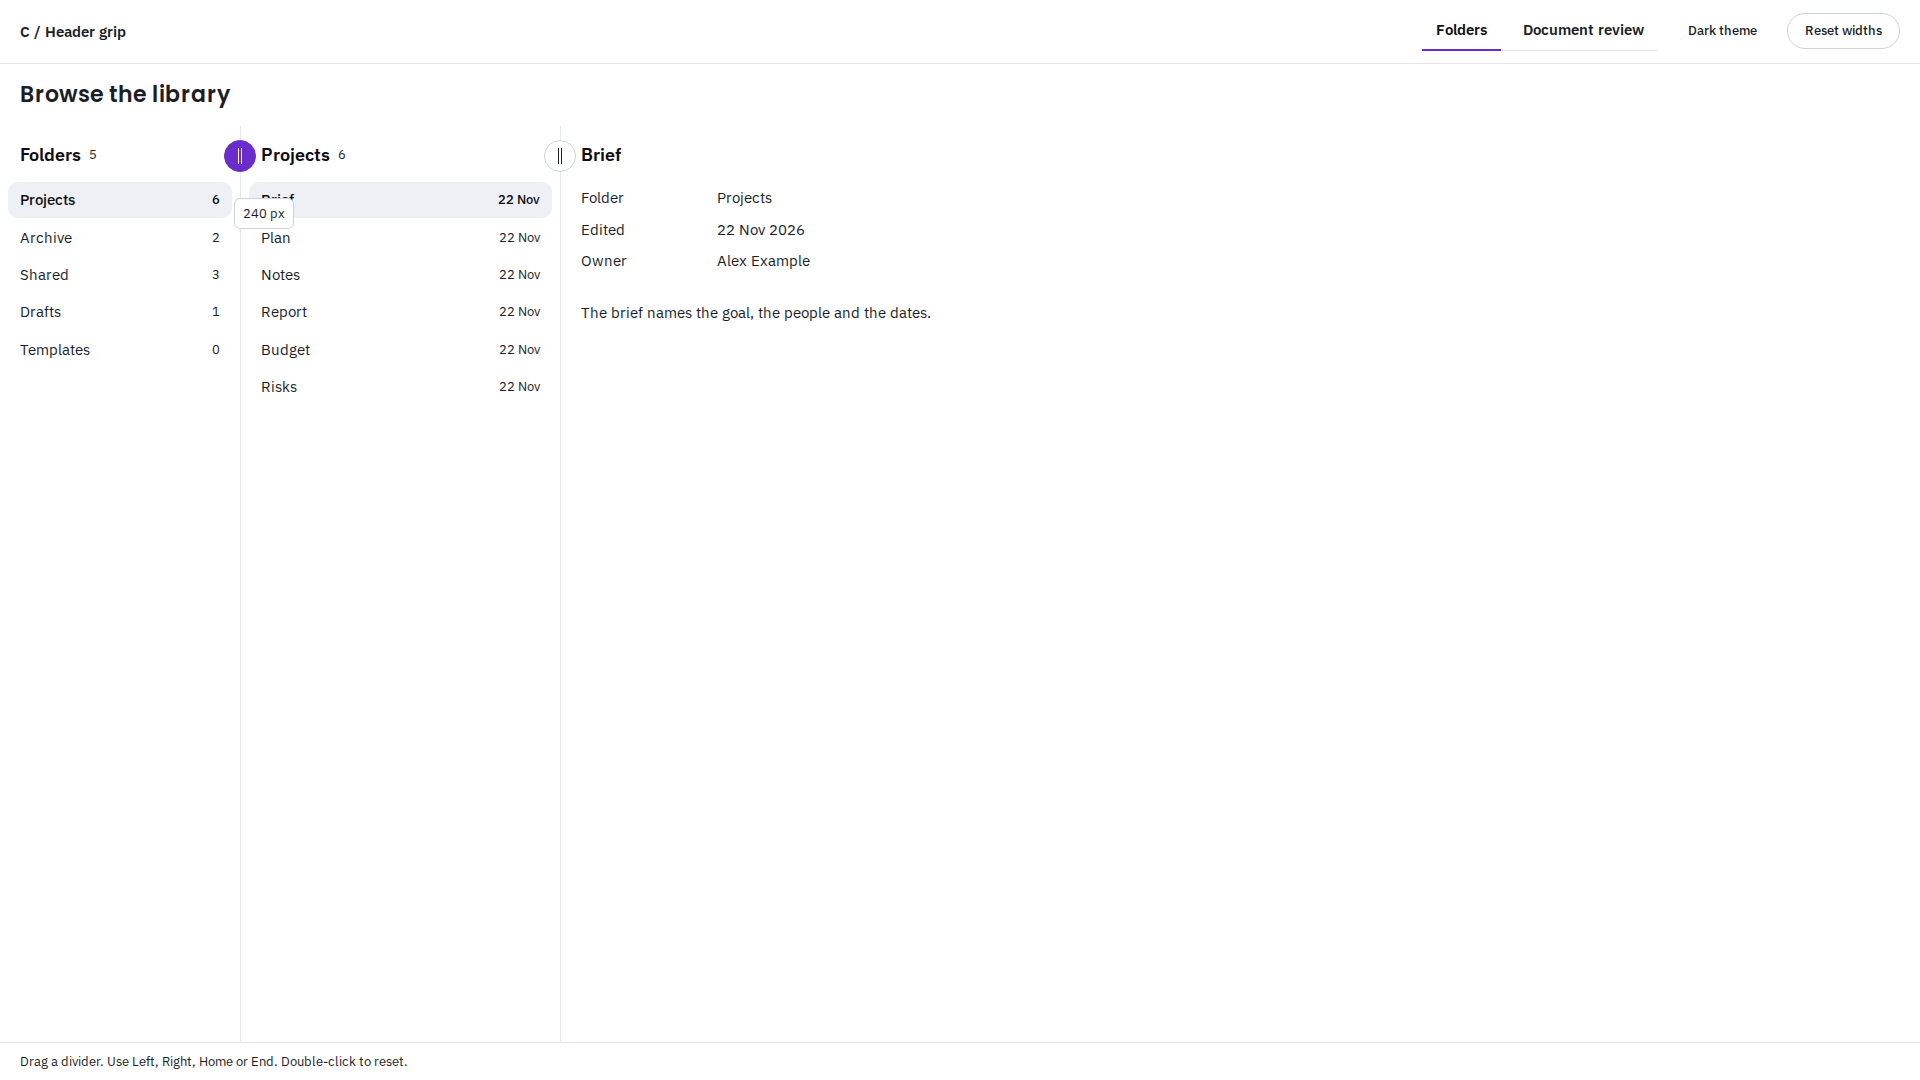 C / Header grip
Folders
Document review
Dark theme
Reset widths
Browse the library
Folders 5
Projects 6
Archive 2
Shared 3
Drafts 1
Templates 0
240 px
Projects 6
Brief 22 Nov
Plan 22 Nov
Notes 22 Nov
Report 22 Nov
Budget 22 Nov
Risks 22 Nov
Brief
Folder Projects
Edited 22 Nov 2026
Owner Alex Example
The brief names the goal, the people and the dates.
Drag a divider. Use Left, Right, Home or End. Double-click to reset.